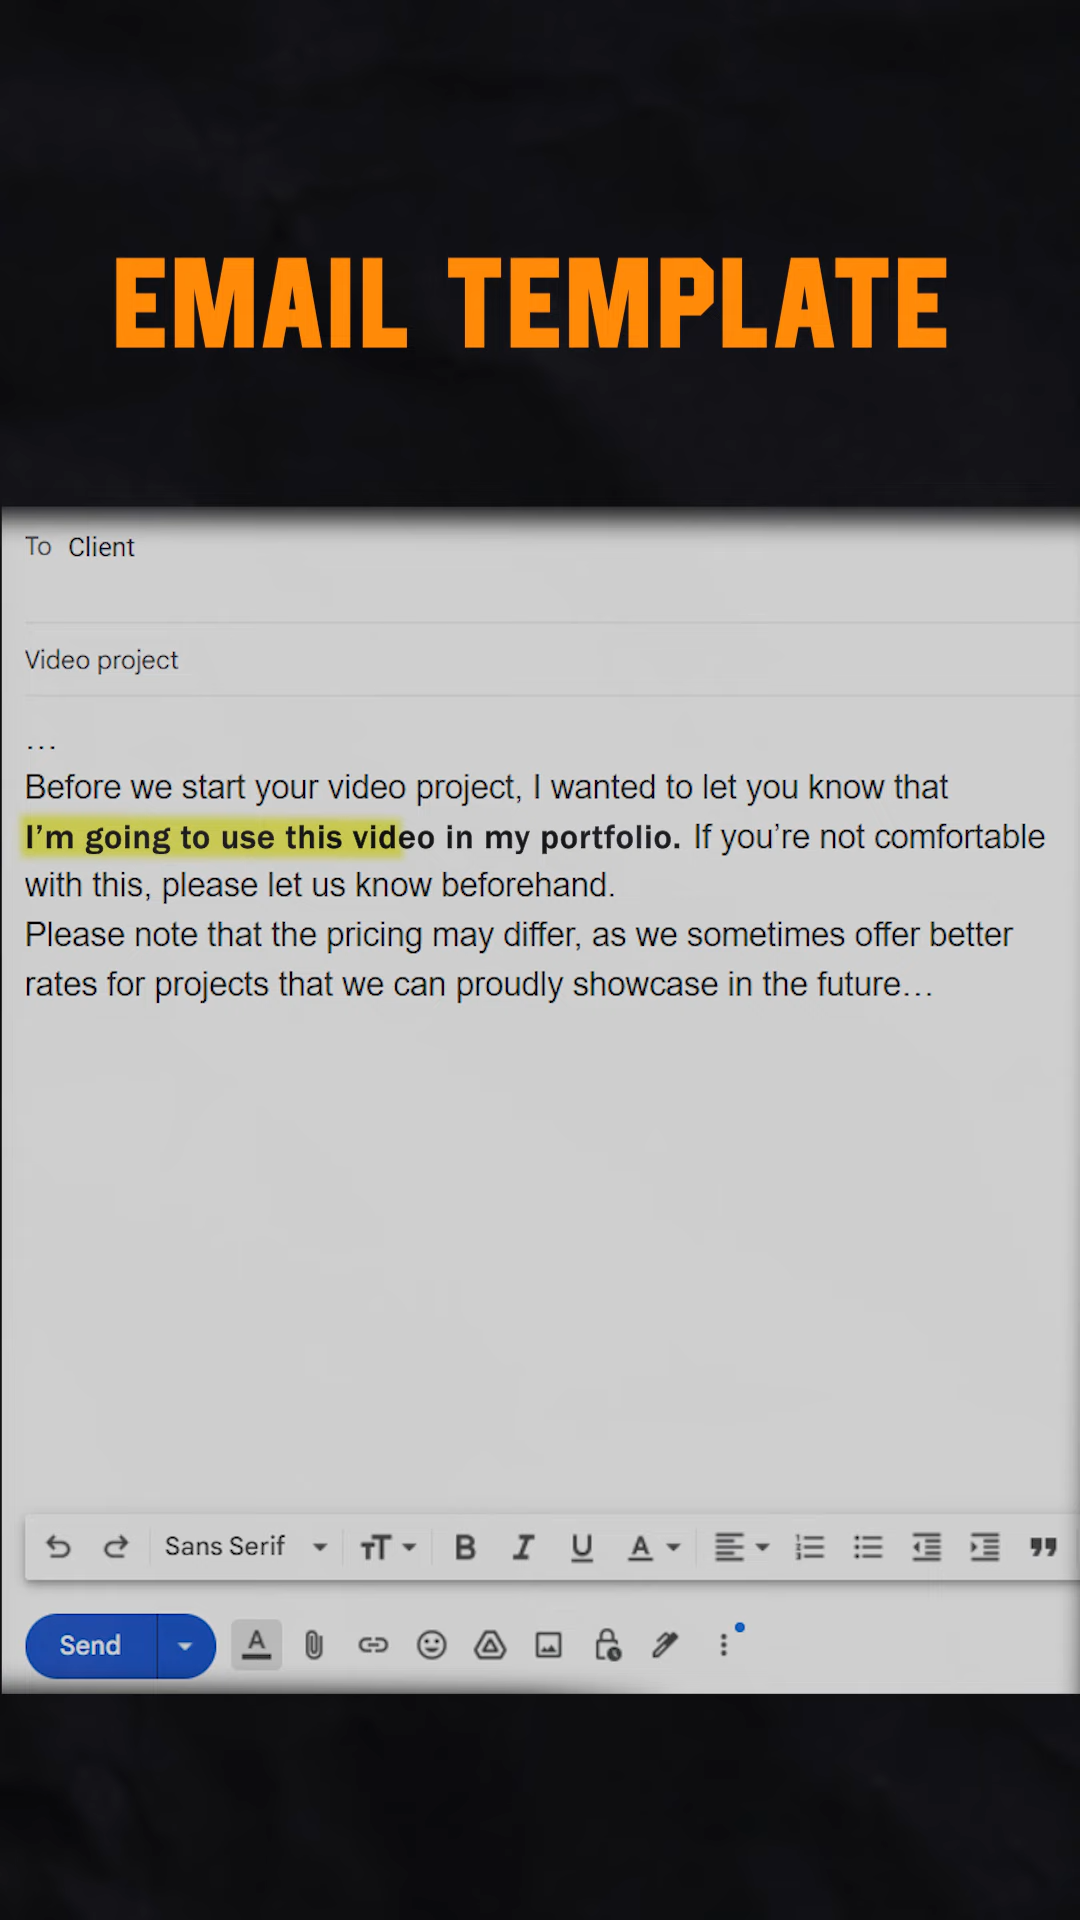 EMAIL TEMPLATE
To Client
Video project
...
Before we start your video project, I wanted to let you know that
I’m going to use this video in my portfolio. If you’re not comfortable
with this, please let us know beforehand.
Please note that the pricing may differ, as we sometimes offer better
rates for projects that we can proudly showcase in the future...
Sans Serif
Send